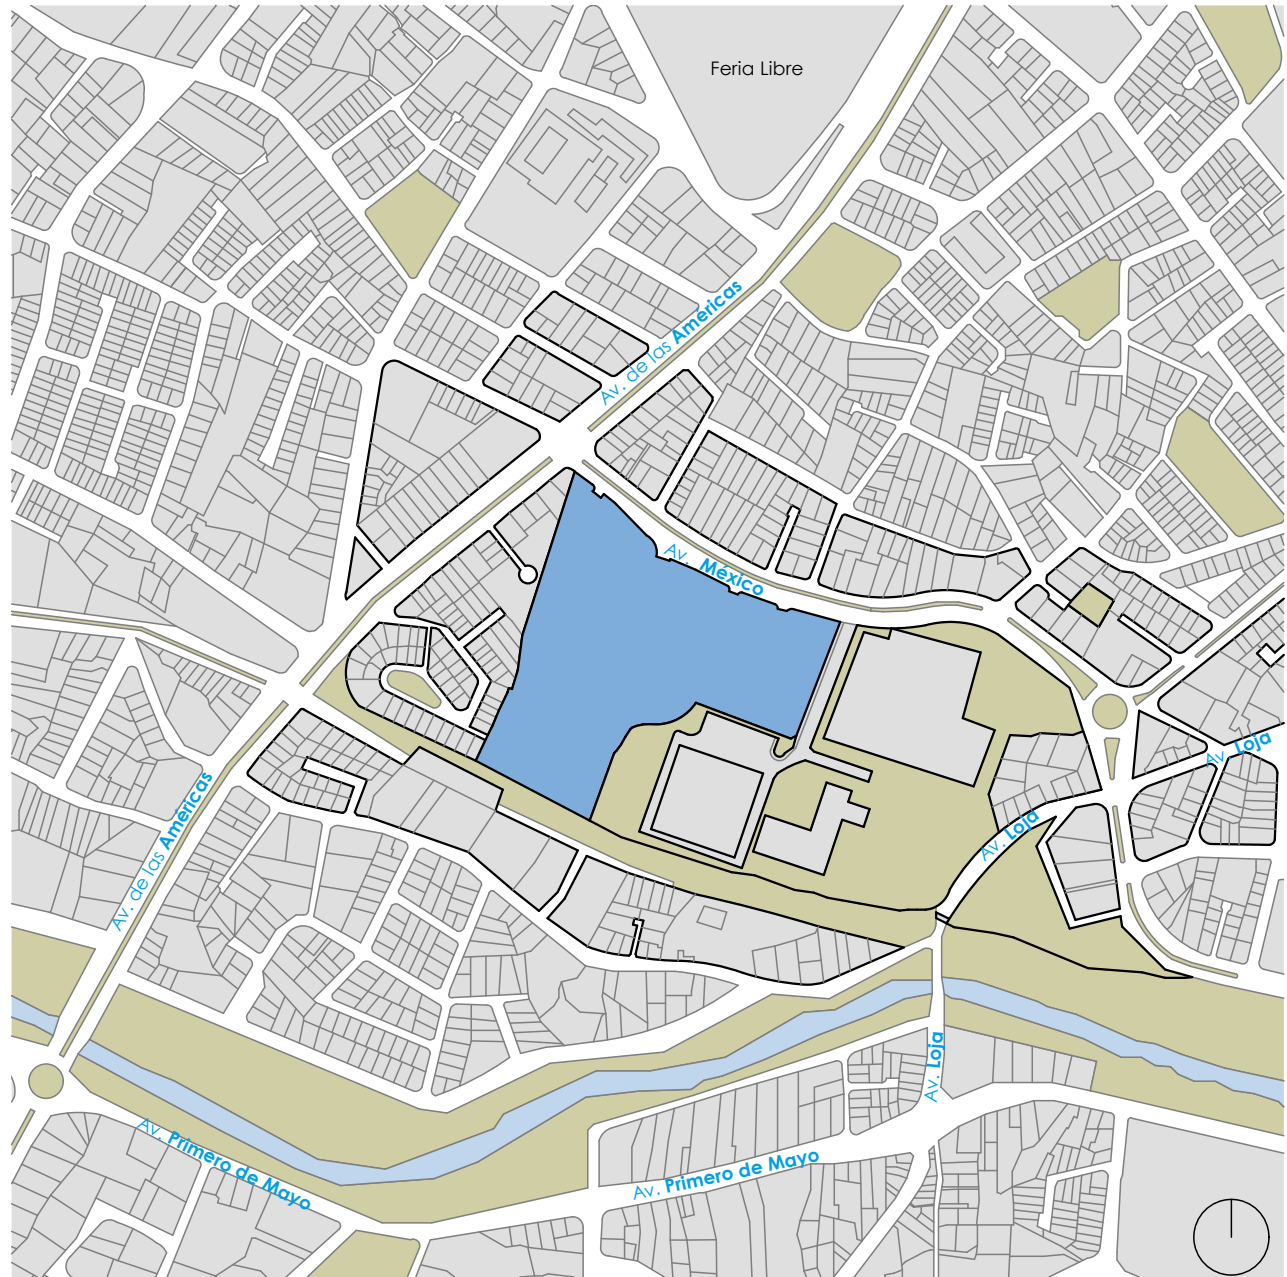 Feria Libre
Av. de las Américas
Av. México
Av. Loja
Av. Loja
Av. de las Américas
Av. Loja
Av. Primero de Mayo
Av. Primero de Mayo